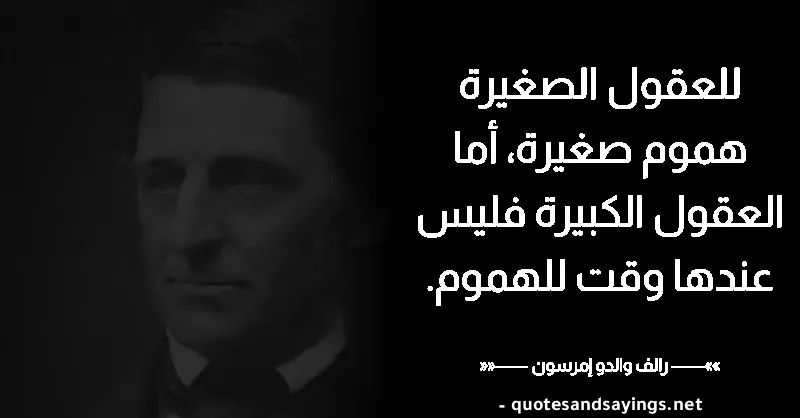 للعقول الصغيرة
هموم صغيرة، أما
العقول الكبيرة فليس
عندها وقت للهموم.
»»—— رالف والدو إمرسون ——««
- quotesandsayings.net